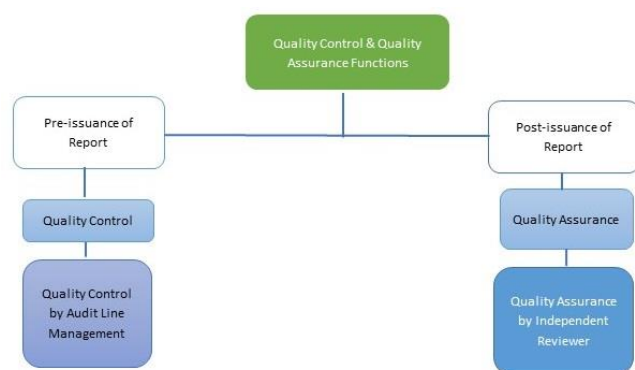 Quality Control & Quality
Assurance Functions
Pre-issuance of
Report
Post-issuance of
Report
Quality Control
Quality Assurance
Quality Control
by Audit Line
Management
Quality Assurance
by Independent
Reviewer